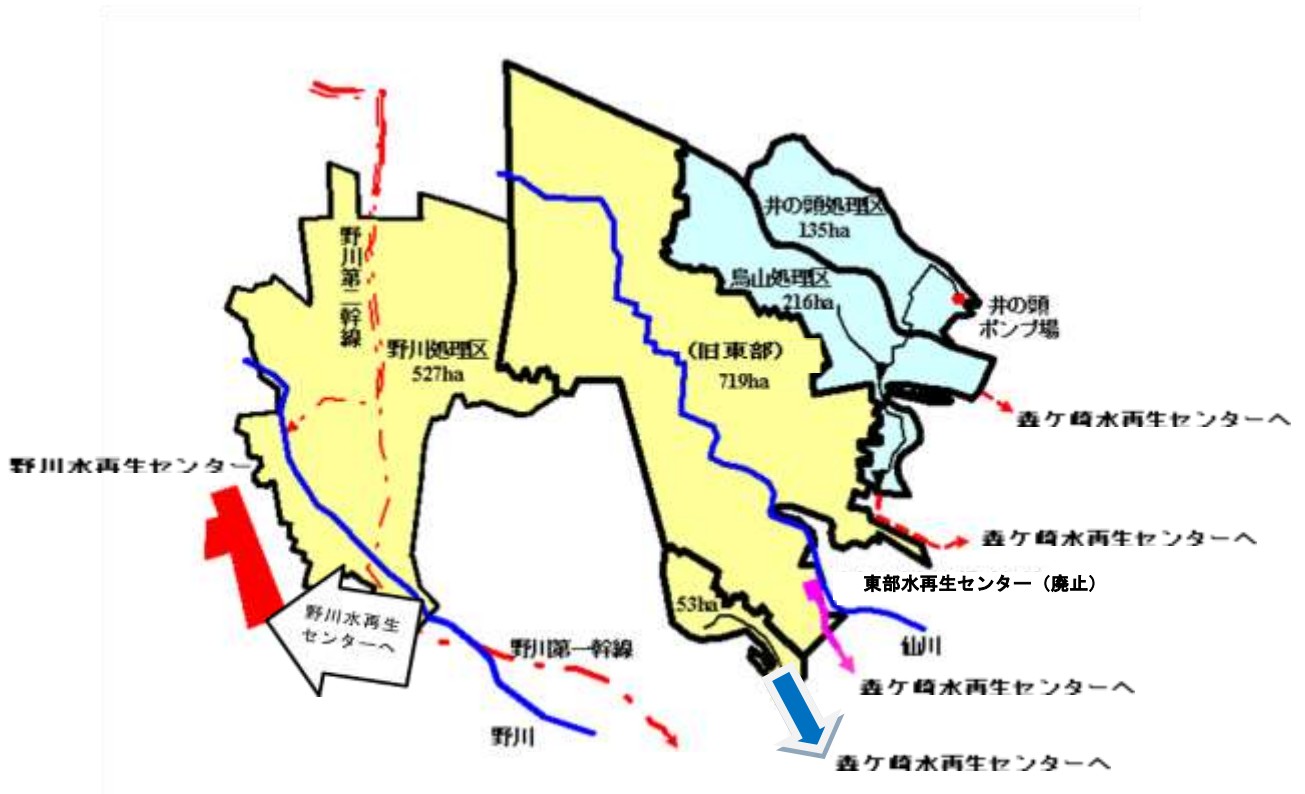 井の頭処理区
135ha
烏山処理区
216ha
井の頭
ポンプ場
野川第二幹線
野川処理区
527ha
(旧東部)
719ha
森ケ崎水再生センターへ
野川水再生センター
森ケ崎水再生センターへ
東部水再生センター（廃止）
53ha
野川水再生
センターへ
仙川
野川第一幹線
森ケ崎水再生センターへ
野川
森ケ崎水再生センターへ